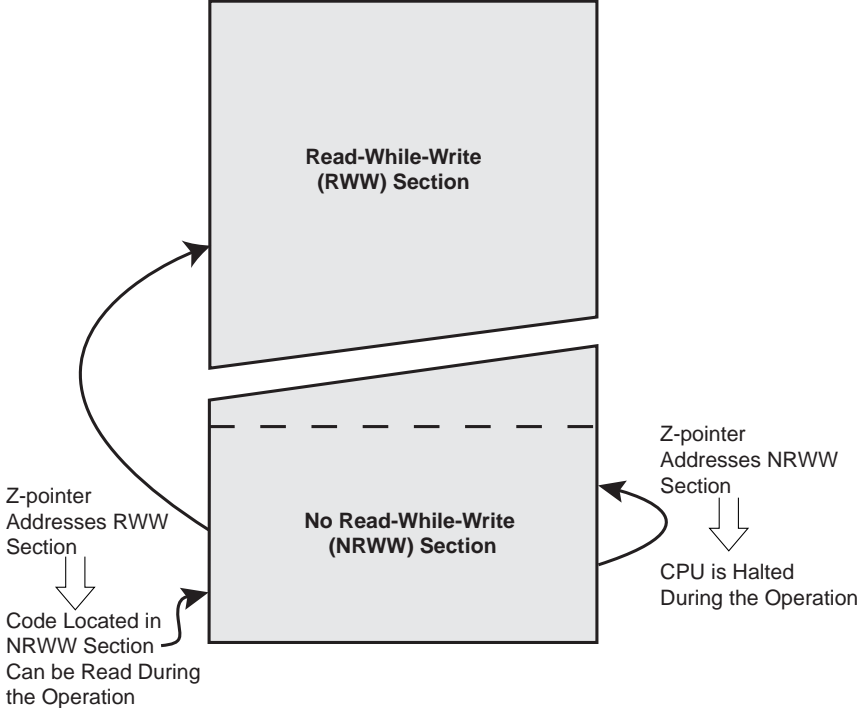 Read-While-Write
(RWW) Section
Z-pointer
Addresses NRWW
Section
CPU is Halted
During the Operation
No Read-While-Write
(NRWW) Section
Z-pointer
Addresses RWW
Section
Code Located in
NRWW Section
Can be Read During
the Operation